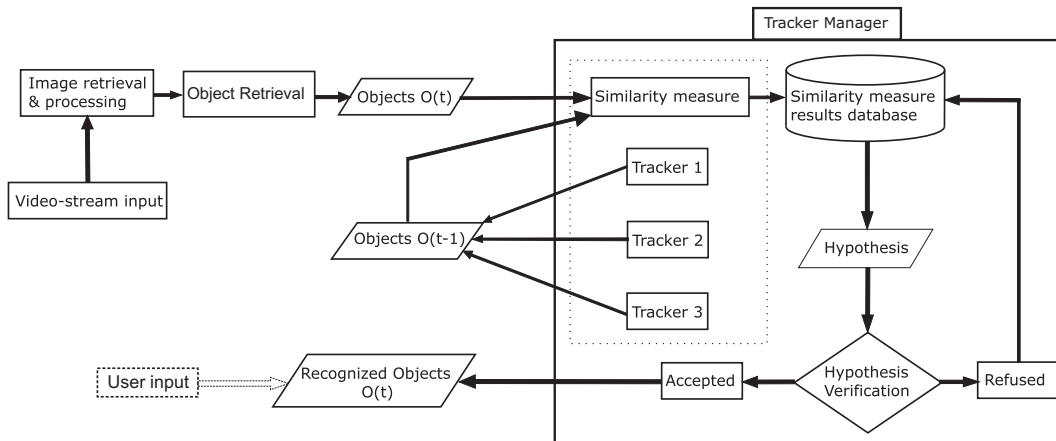 Tracker Manager
Image retrieval
& processing
Object Retrieval
Objects O(t)
Similarity measure
Similarity measure
results database
Video-stream input
Tracker 1
Objects O(t-1)
Tracker 2
Hypothesis
Tracker 3
User input
Recognized Objects
O(t)
Accepted
Hypothesis
Verification
Refused